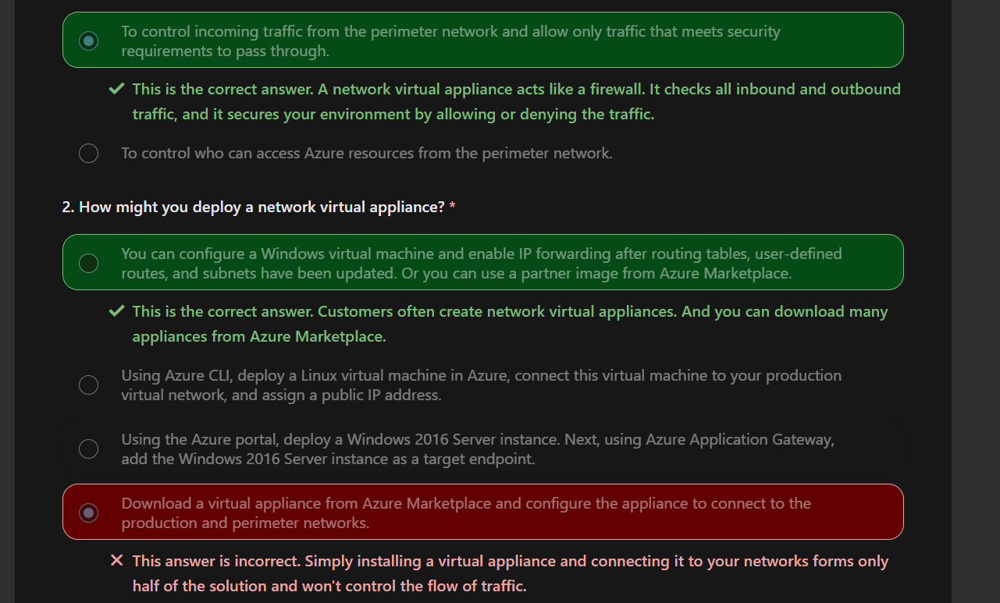 To control incoming traffic from the perimeter network and allow only traffic that meets security
requirements to pass through.
This is the correct answer. A network virtual appliance acts like a firewall. It checks all inbound and outbound
traffic, and it secures your environment by allowing or denying the traffic.
To control who can access Azure resources from the perimeter network.
2. How might you deploy a network virtual appliance? *
You can configure a Windows virtual machine and enable IP forwarding after routing tables, user-defined
routes, and subnets have been updated. Or you can use a partner image from Azure Marketplace.
This is the correct answer. Customers often create network virtual appliances. And you can download many
appliances from Azure Marketplace.
Using Azure CLI, deploy a Linux virtual machine in Azure, connect this virtual machine to your production
virtual network, and assign a public IP address.
Using the Azure portal, deploy a Windows 2016 Server instance. Next, using Azure Application Gateway,
add the Windows 2016 Server instance as a target endpoint.
Download a virtual appliance from Azure Marketplace and configure the appliance to connect to the
production and perimeter networks.
This answer is incorrect. Simply installing a virtual appliance and connecting it to your networks forms only
half of the solution and won't control the flow of traffic.